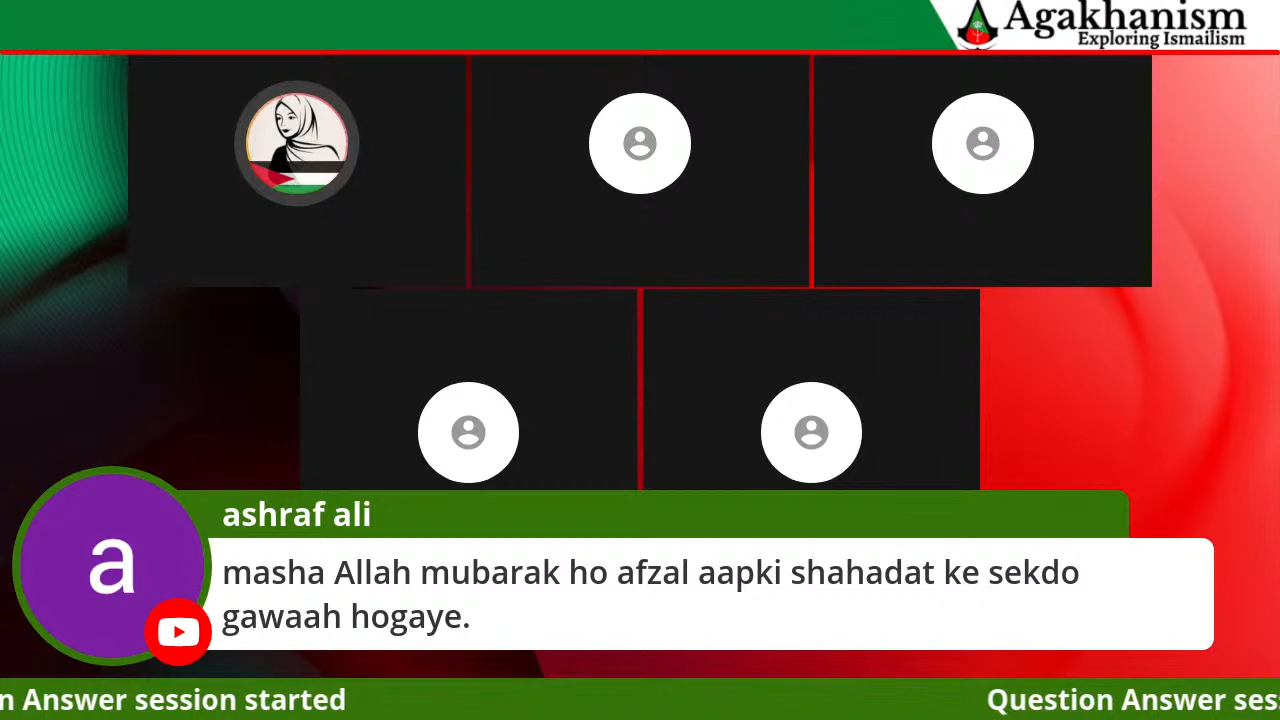 Agakhanism
Exploring Ismailism
a
ashraf ali
masha Allah mubarak ho afzal aapki shahadat ke sekdo
gawaah hogaye.
n Answer session started
Question Answer ses